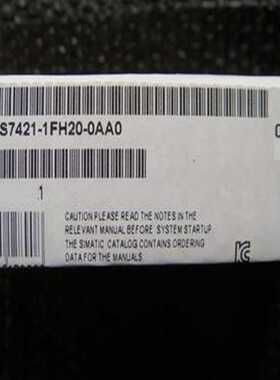 S7421-1FH20-0AA0
1
CAUTION PLEASE READ THE NOTES IN THE
RELEVANT MANUAL BEFORE SYSTEM STARTUP
THE SIMATIC CATALOG CONTAINS ORDERING
DATA FOR THE MANUALS